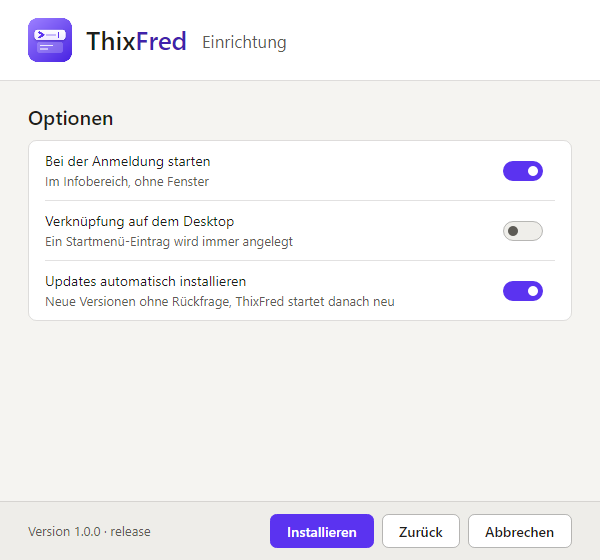 ThixFred Einrichtung
Optionen
Bei der Anmeldung starten
Im Infobereich, ohne Fenster
Verknüpfung auf dem Desktop
Ein Startmenü-Eintrag wird immer angelegt
Updates automatisch installieren
Neue Versionen ohne Rückfrage, ThixFred startet danach neu
Version 1.0.0 · release
Installieren
Zurück
Abbrechen